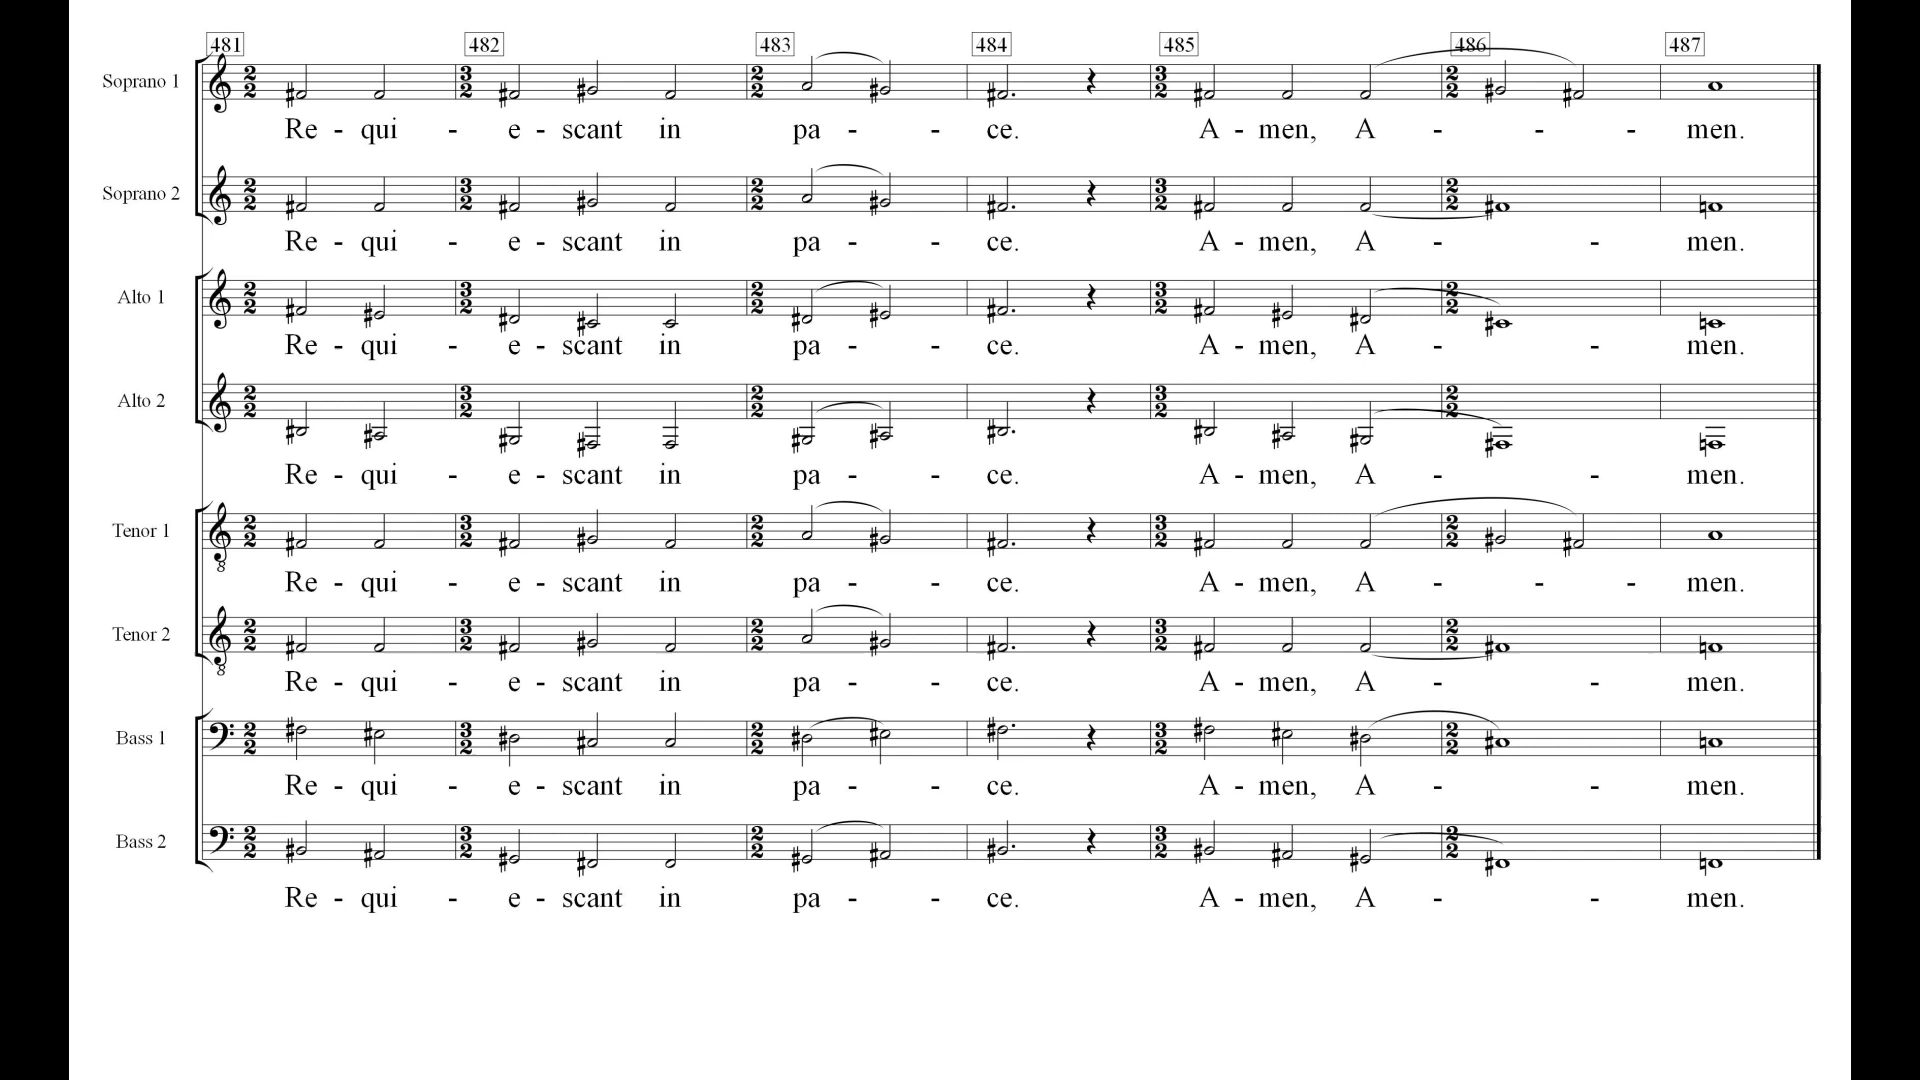 481 482 483 484 485 486 487
Soprano 1
Re - qui - e - scant in pa - - ce. A - men, A - - - men.
Soprano 2
Re - qui - e - scant in pa - - ce. A - men, A - - men.
Alto 1
Re - qui - e - scant in pa - - ce. A - men, A - - men.
Alto 2
Re - qui - e - scant in pa - - ce. A - men, A - - men.
Tenor 1
Re - qui - e - scant in pa - - ce. A - men, A - - - men.
Tenor 2
Re - qui - e - scant in pa - - ce. A - men, A - - men.
Bass 1
Re - qui - e - scant in pa - - ce. A - men, A - - men.
Bass 2
Re - qui - e - scant in pa - - ce. A - men, A - - men.